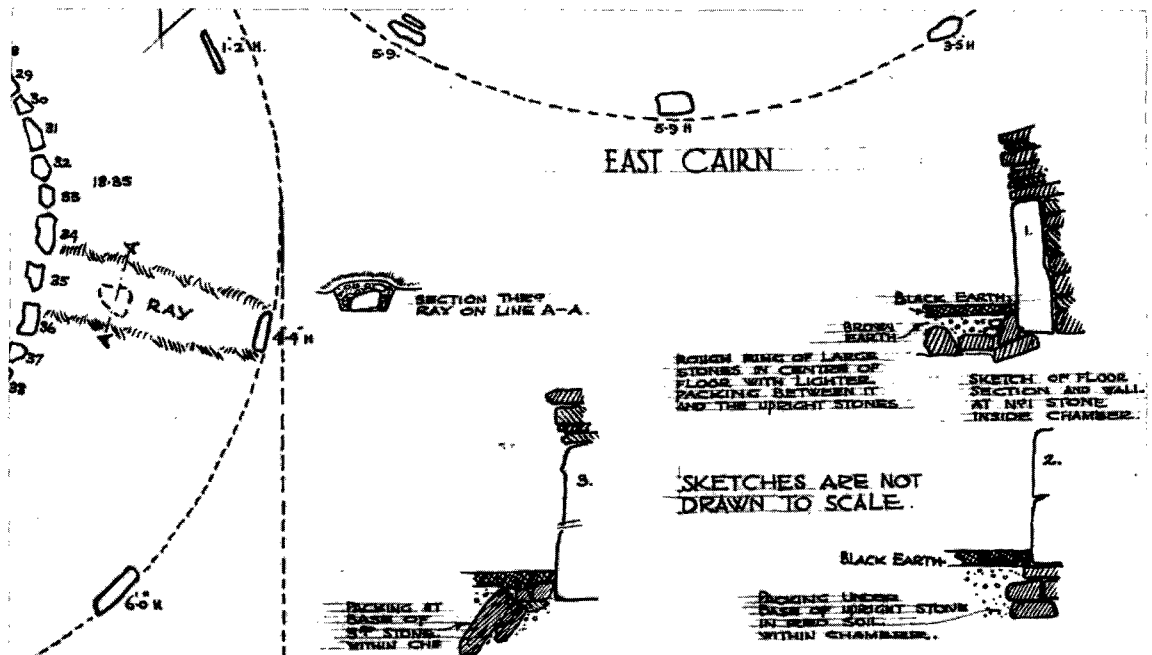 1'·2" H.
5·9.
3·5 H
5·9 H
29
30
31
32
33
18·35
34
35
36
37
38
A
RAY
A
4·4" H
6·0" H
EAST CAIRN
SECTION THRO
RAY ON LINE A-A.
1.
BLACK EARTH.
BROWN
EARTH
ROUGH RING OF LARGE
STONES IN CENTRE OF
FLOOR WITH LIGHTER
PACKING BETWEEN IT
AND THE UPRIGHT STONES
SKETCH OF FLOOR
SECTION AND WALL
AT Nº1 STONE
INSIDE CHAMBER.
3.
SKETCHES ARE NOT
DRAWN TO SCALE.
2.
BLACK EARTH
PACKING AT
BASE OF
STONE
WITHIN CHE
PACKING UNDER
BASE OF UPRIGHT STONE
IN SOIL
WITHIN CHAMBER.